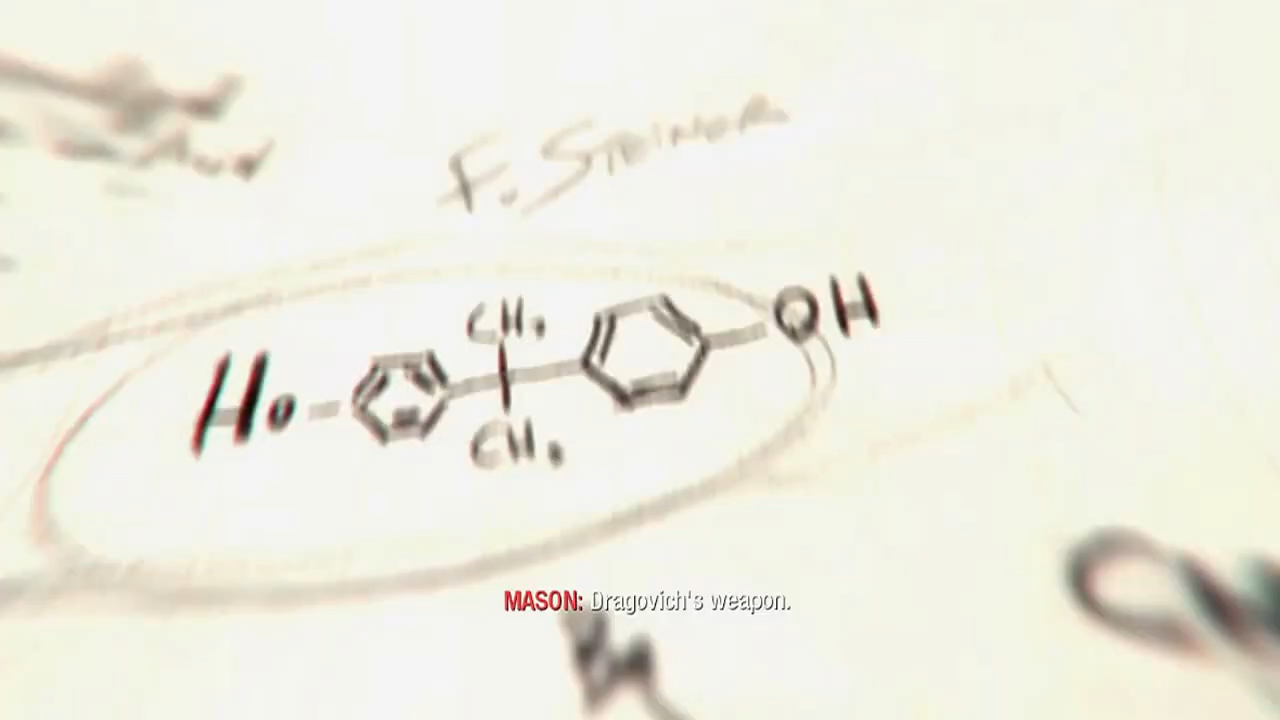 F. STEINER
CH₃
HO
OH
CH₃
MASON: Dragovich's weapon.